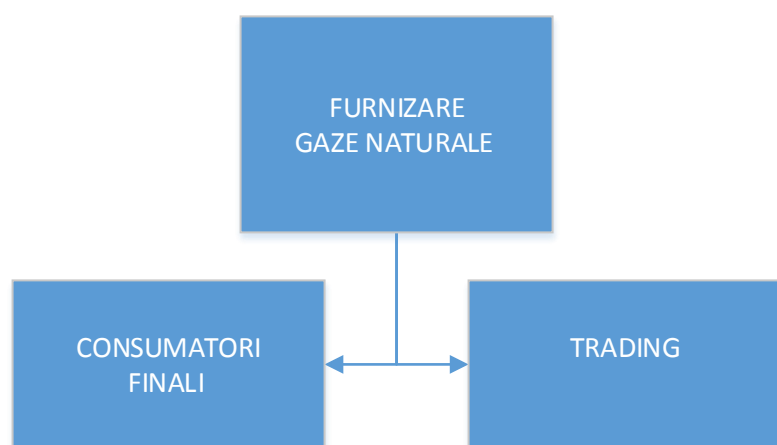 FURNIZARE
GAZE NATURALE
CONSUMATORI
FINALI
TRADING